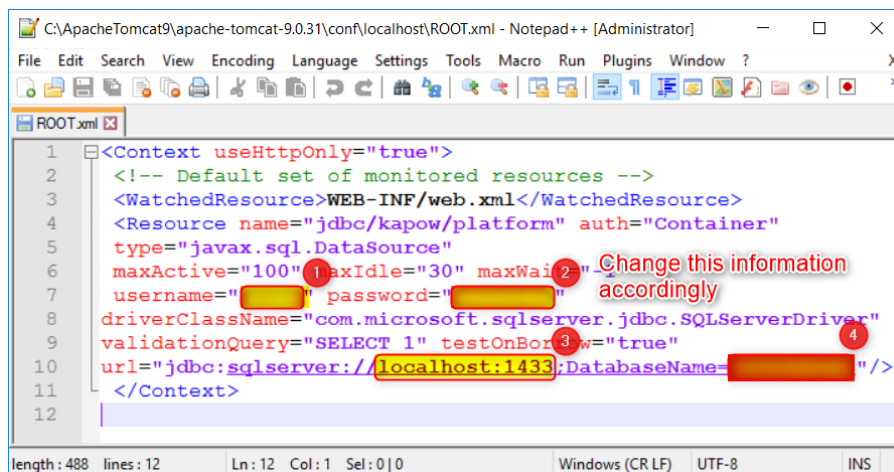 C:\ApacheTomcat9\apache-tomcat-9.0.31\conf\localhost\ROOT.xml - Notepad++ [Administrator]
File Edit Search View Encoding Language Settings Tools Macro Run Plugins Window ? X
ROOT.xml
1 <Context useHttpOnly="true">
2 <!-- Default set of monitored resources -->
3 <WatchedResource>WEB-INF/web.xml</WatchedResource>
4 <Resource name="jdbc/kapow/platform" auth="Container"
5 type="javax.sql.DataSource"
6 maxActive="100" 1 maxIdle="30" maxWait= 2 "-1"
Change this information
accordingly
7 username=" " password=" "
8 driverClassName="com.microsoft.sqlserver.jdbc.SQLServerDriver"
4
9 validationQuery="SELECT 1" testOnBorrow="true"
3
10 url="jdbc:sqlserver://localhost:1433;DatabaseName= "/>
11 </Context>
12
length : 488 lines : 12 Ln : 12 Col : 1 Sel : 0 | 0 Windows (CR LF) UTF-8 INS